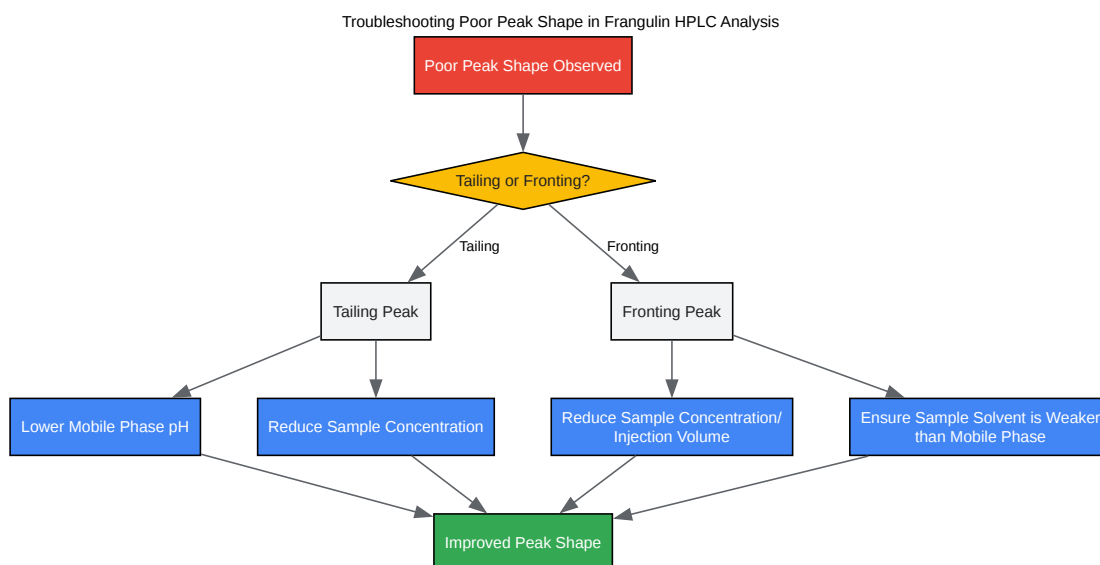 Troubleshooting Poor Peak Shape in Frangulin HPLC Analysis
Poor Peak Shape Observed
Tailing or Fronting?
Tailing
Fronting
Tailing Peak
Fronting Peak
Lower Mobile Phase pH
Reduce Sample Concentration
Reduce Sample Concentration/
Injection Volume
Ensure Sample Solvent is Weaker
than Mobile Phase
Improved Peak Shape